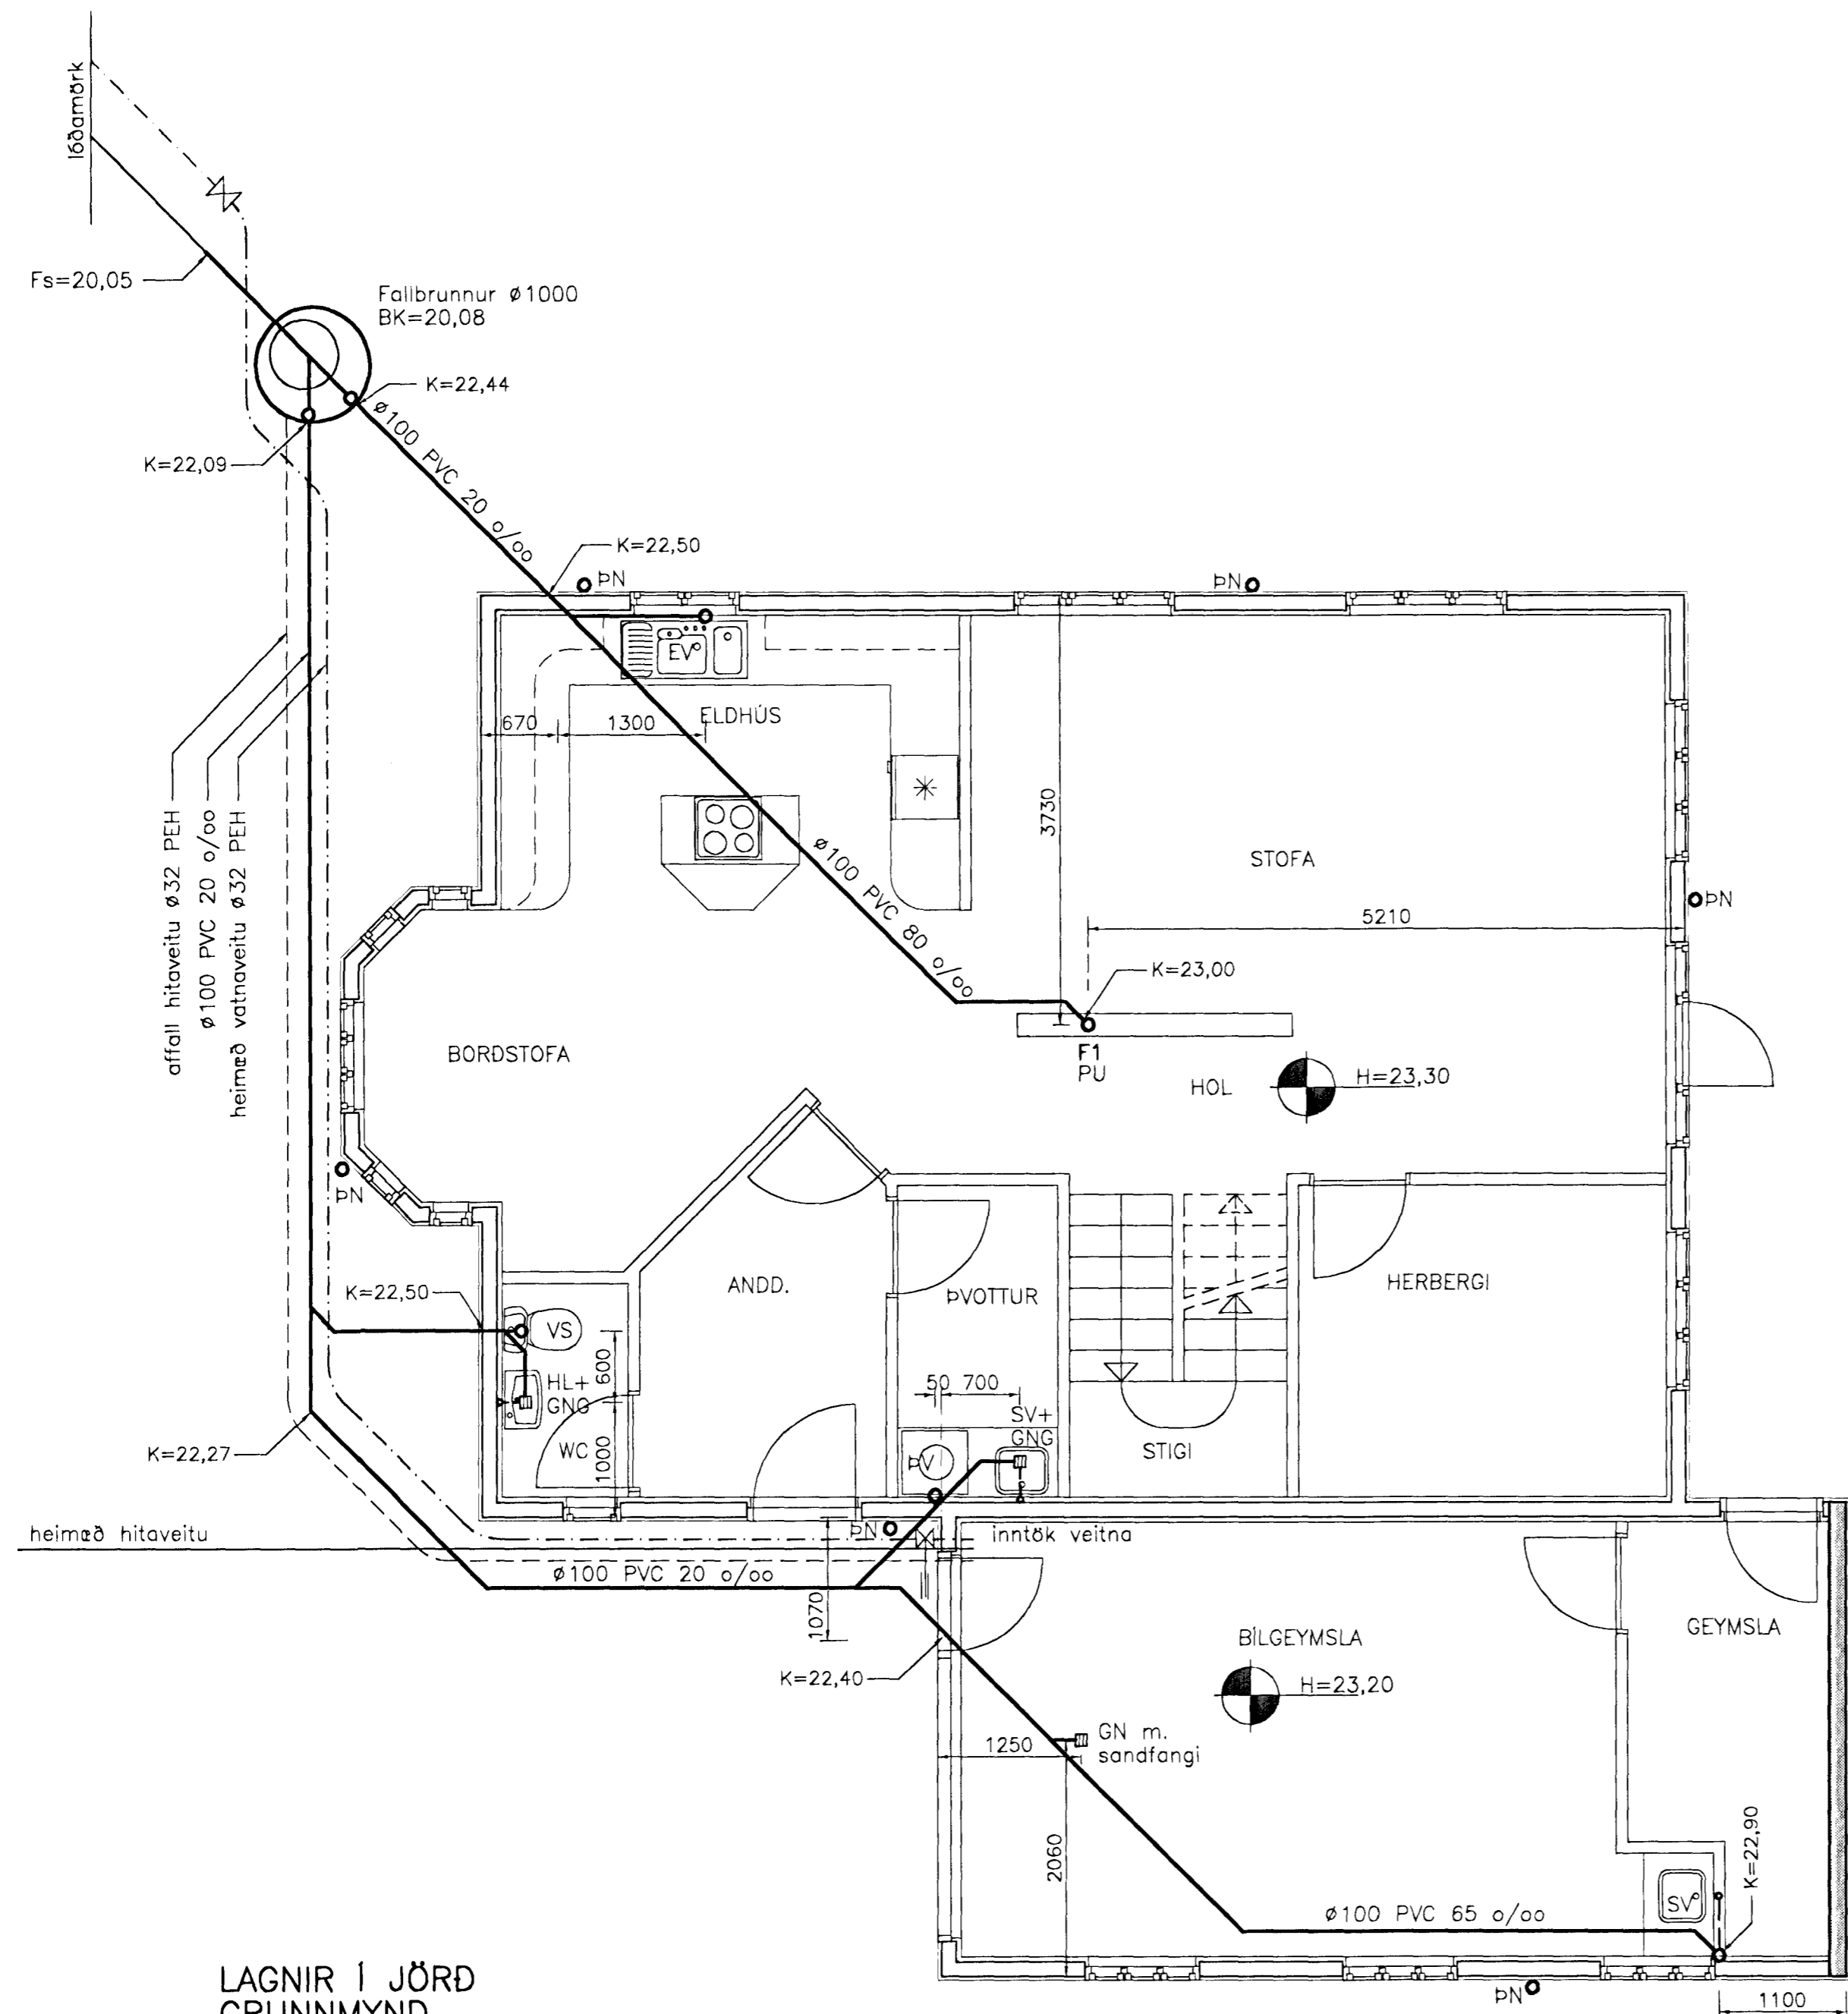 lóðamörk
Fs=20,05
Fallbrunnur ø1000
BK=20,08
K=22,44
K=22,09
ø100 PVC 20 o/oo
K=22,50
ÞN
ÞN
EV
ELDHÚS
670
1300
3730
STOFA
ÞN
5210
affall hitaveitu ø32 PEH
ø100 PVC 20 o/oo
heimæð vatnaveitu ø32 PEH
ø100 PVC 80 o/oo
K=23,00
BORÐSTOFA
F1
PU
HOL
H=23,30
ÞN
K=22,50
VS
ANDD.
ÞVOTTUR
HERBERGI
600
HL+
GNG
50 700
SV+
GNG
K=22,27
WC
1000
ÞV
STIGI
heimæð hitaveitu
ÞN
inntök veitna
ø100 PVC 20 o/oo
1070
BÍLGEYMSLA
GEYMSLA
K=22,40
H=23,20
GN m.
sandfangi
1250
2060
K=22,90
SV
ø100 PVC 65 o/oo
LAGNIR Í JÖRÐ
GRUNNMYND
ÞN
1100